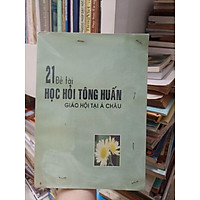 21 Đề tài
HỌC HỎI TÔNG HUẤN
GIÁO HỘI TẠI Á CHÂU